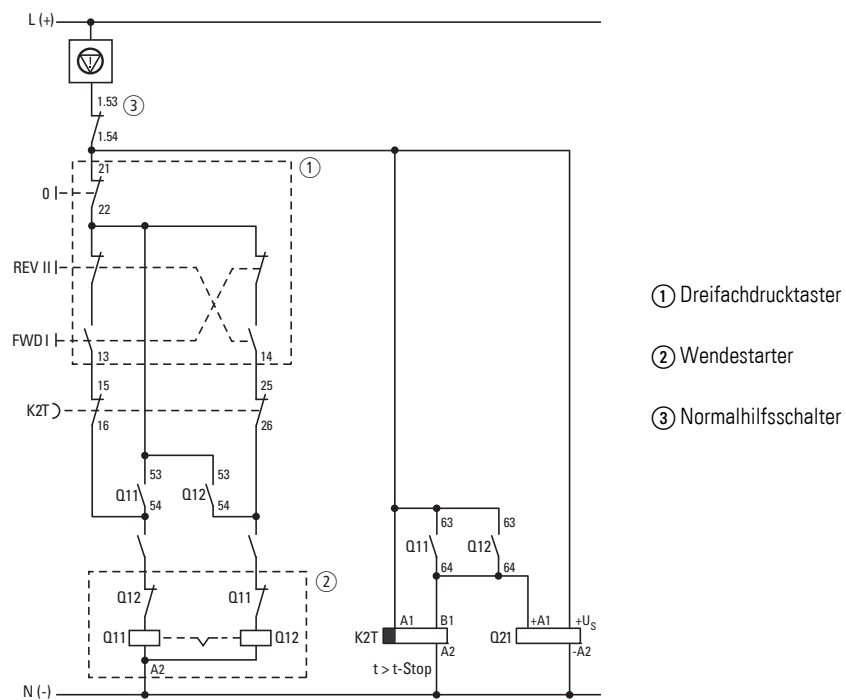 L (+)
1.53
③
1.54
21
①
0
22
REV II
① Dreifachdrucktaster
FWD I
13
14
② Wendestarter
15
25
K2T
16
26
③ Normalhilfsschalter
53
53
Q11
Q12
54
54
63
63
Q11
Q12
64
64
②
Q12
Q11
A1
B1
+A1
+US
Q11
Q12
K2T
Q21
A2
A2
-A2
t > t-Stop
N (-)